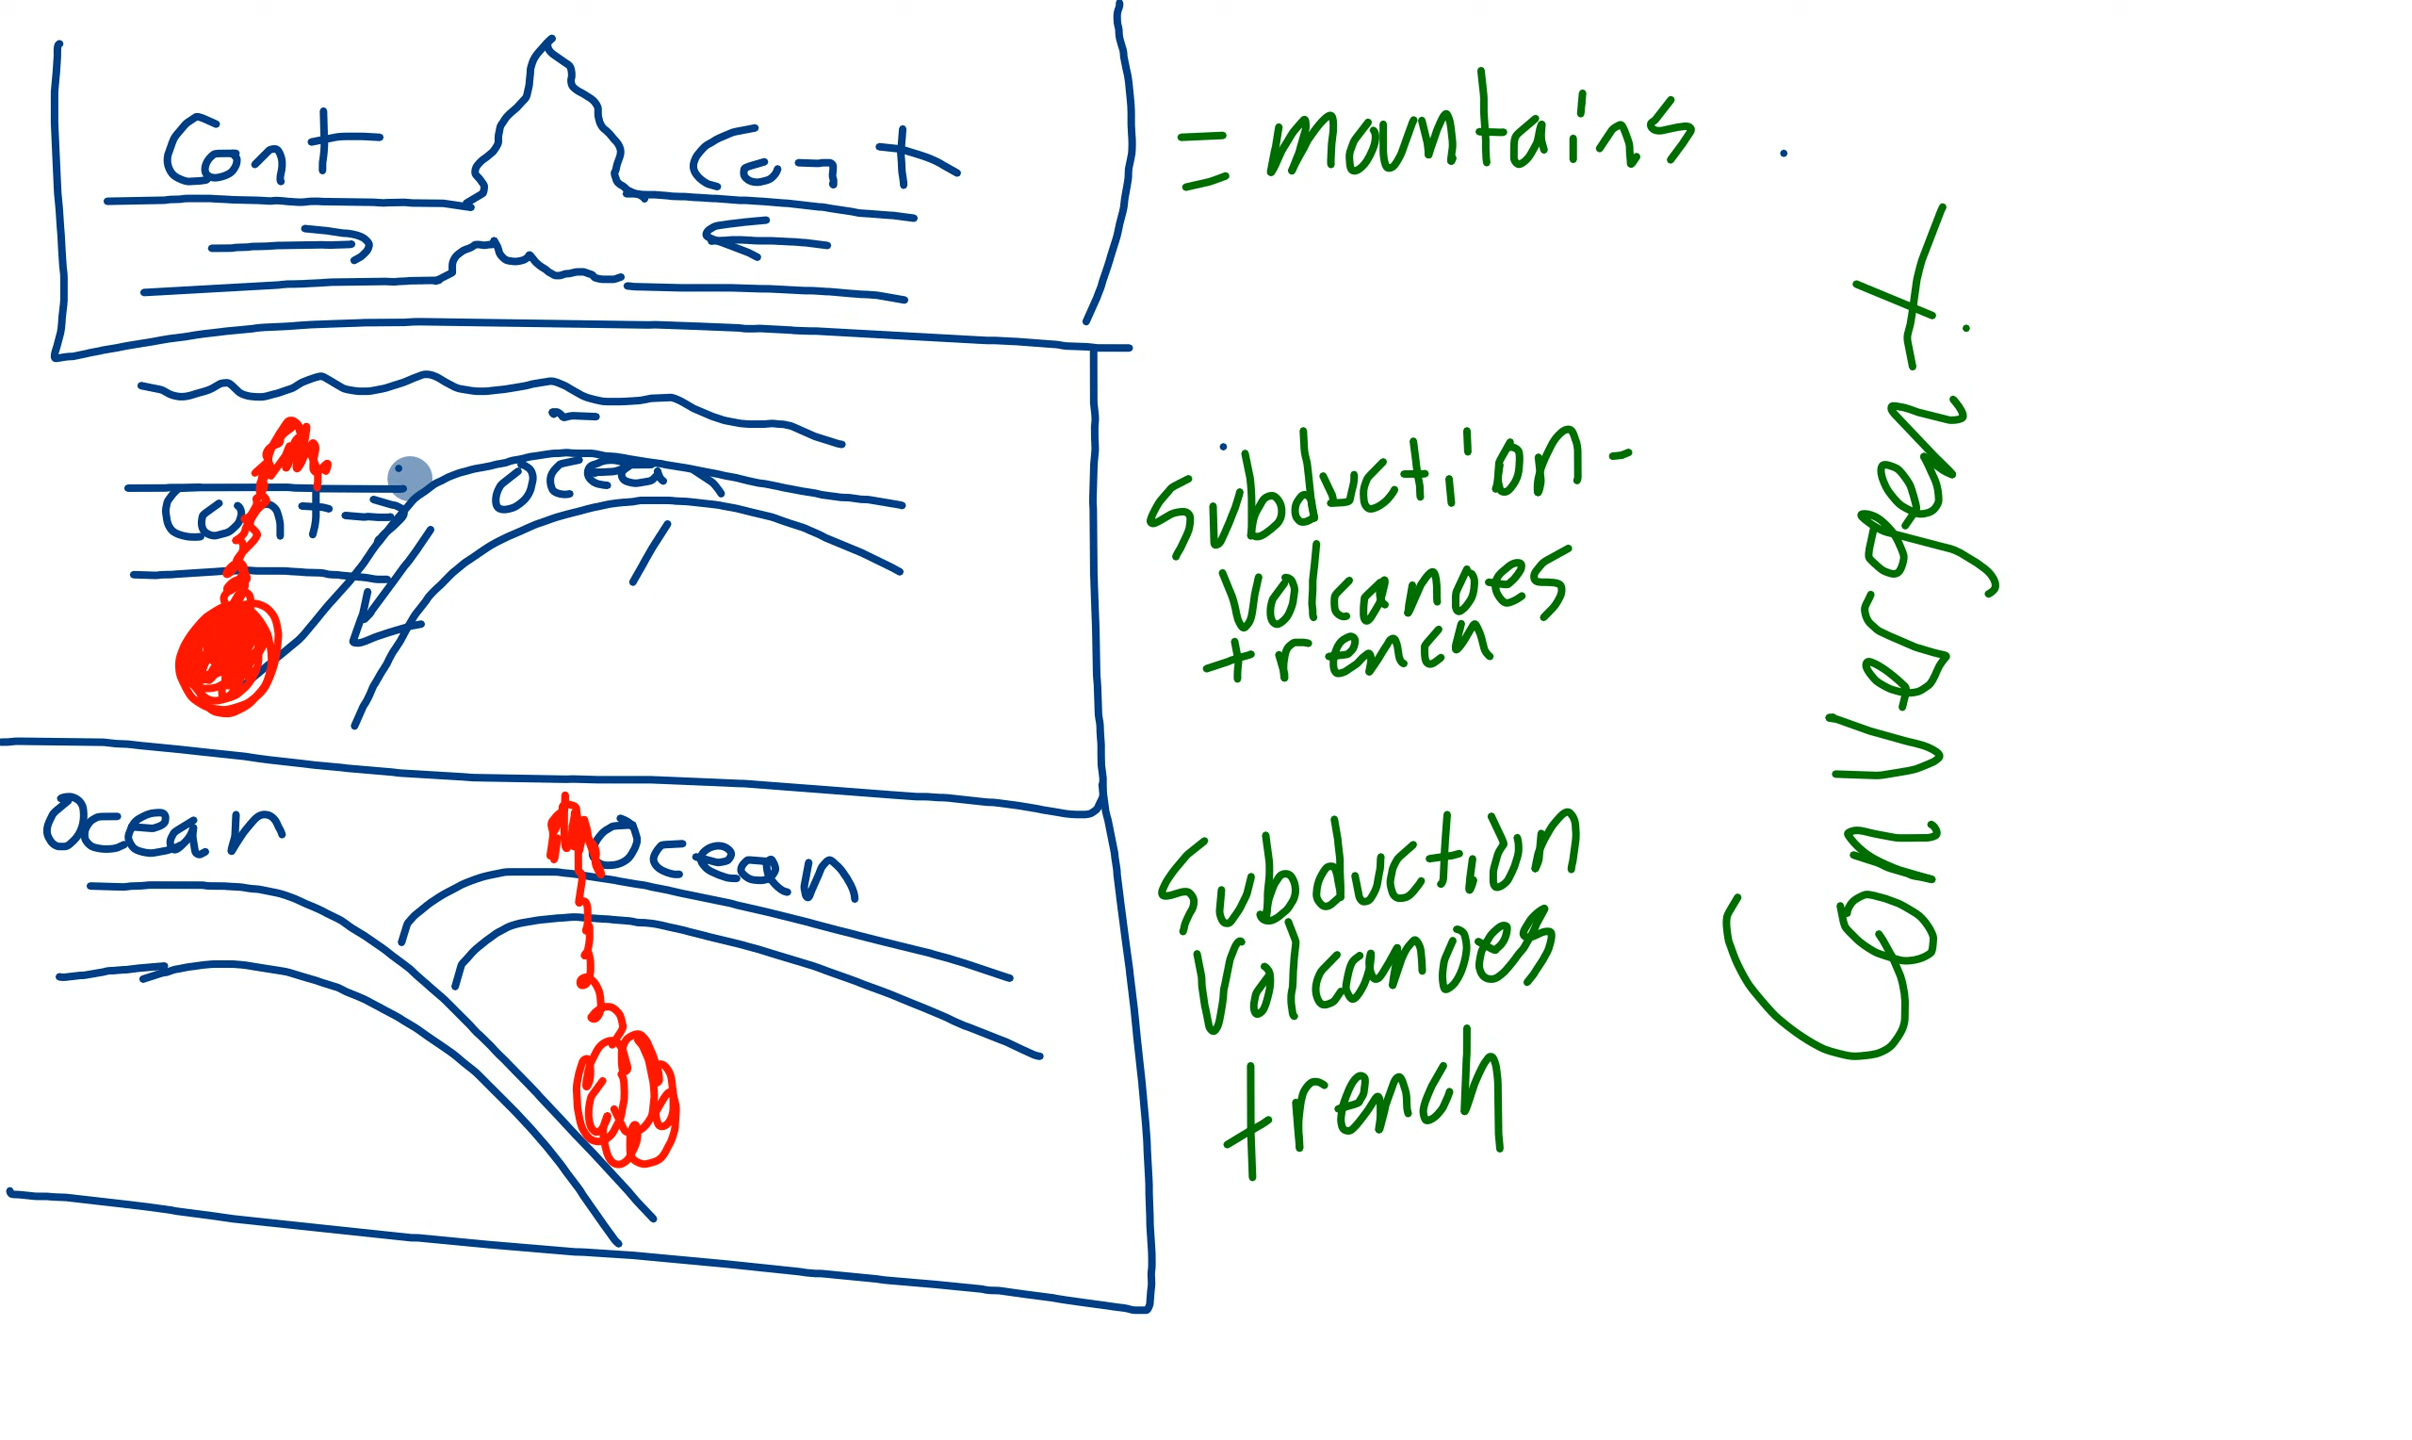 Cont Cont
= mountains
Cont Ocean
subduction -
volcanoes
trench
Ocean Ocean
Subduction
Volcanoes
trench
Convergent